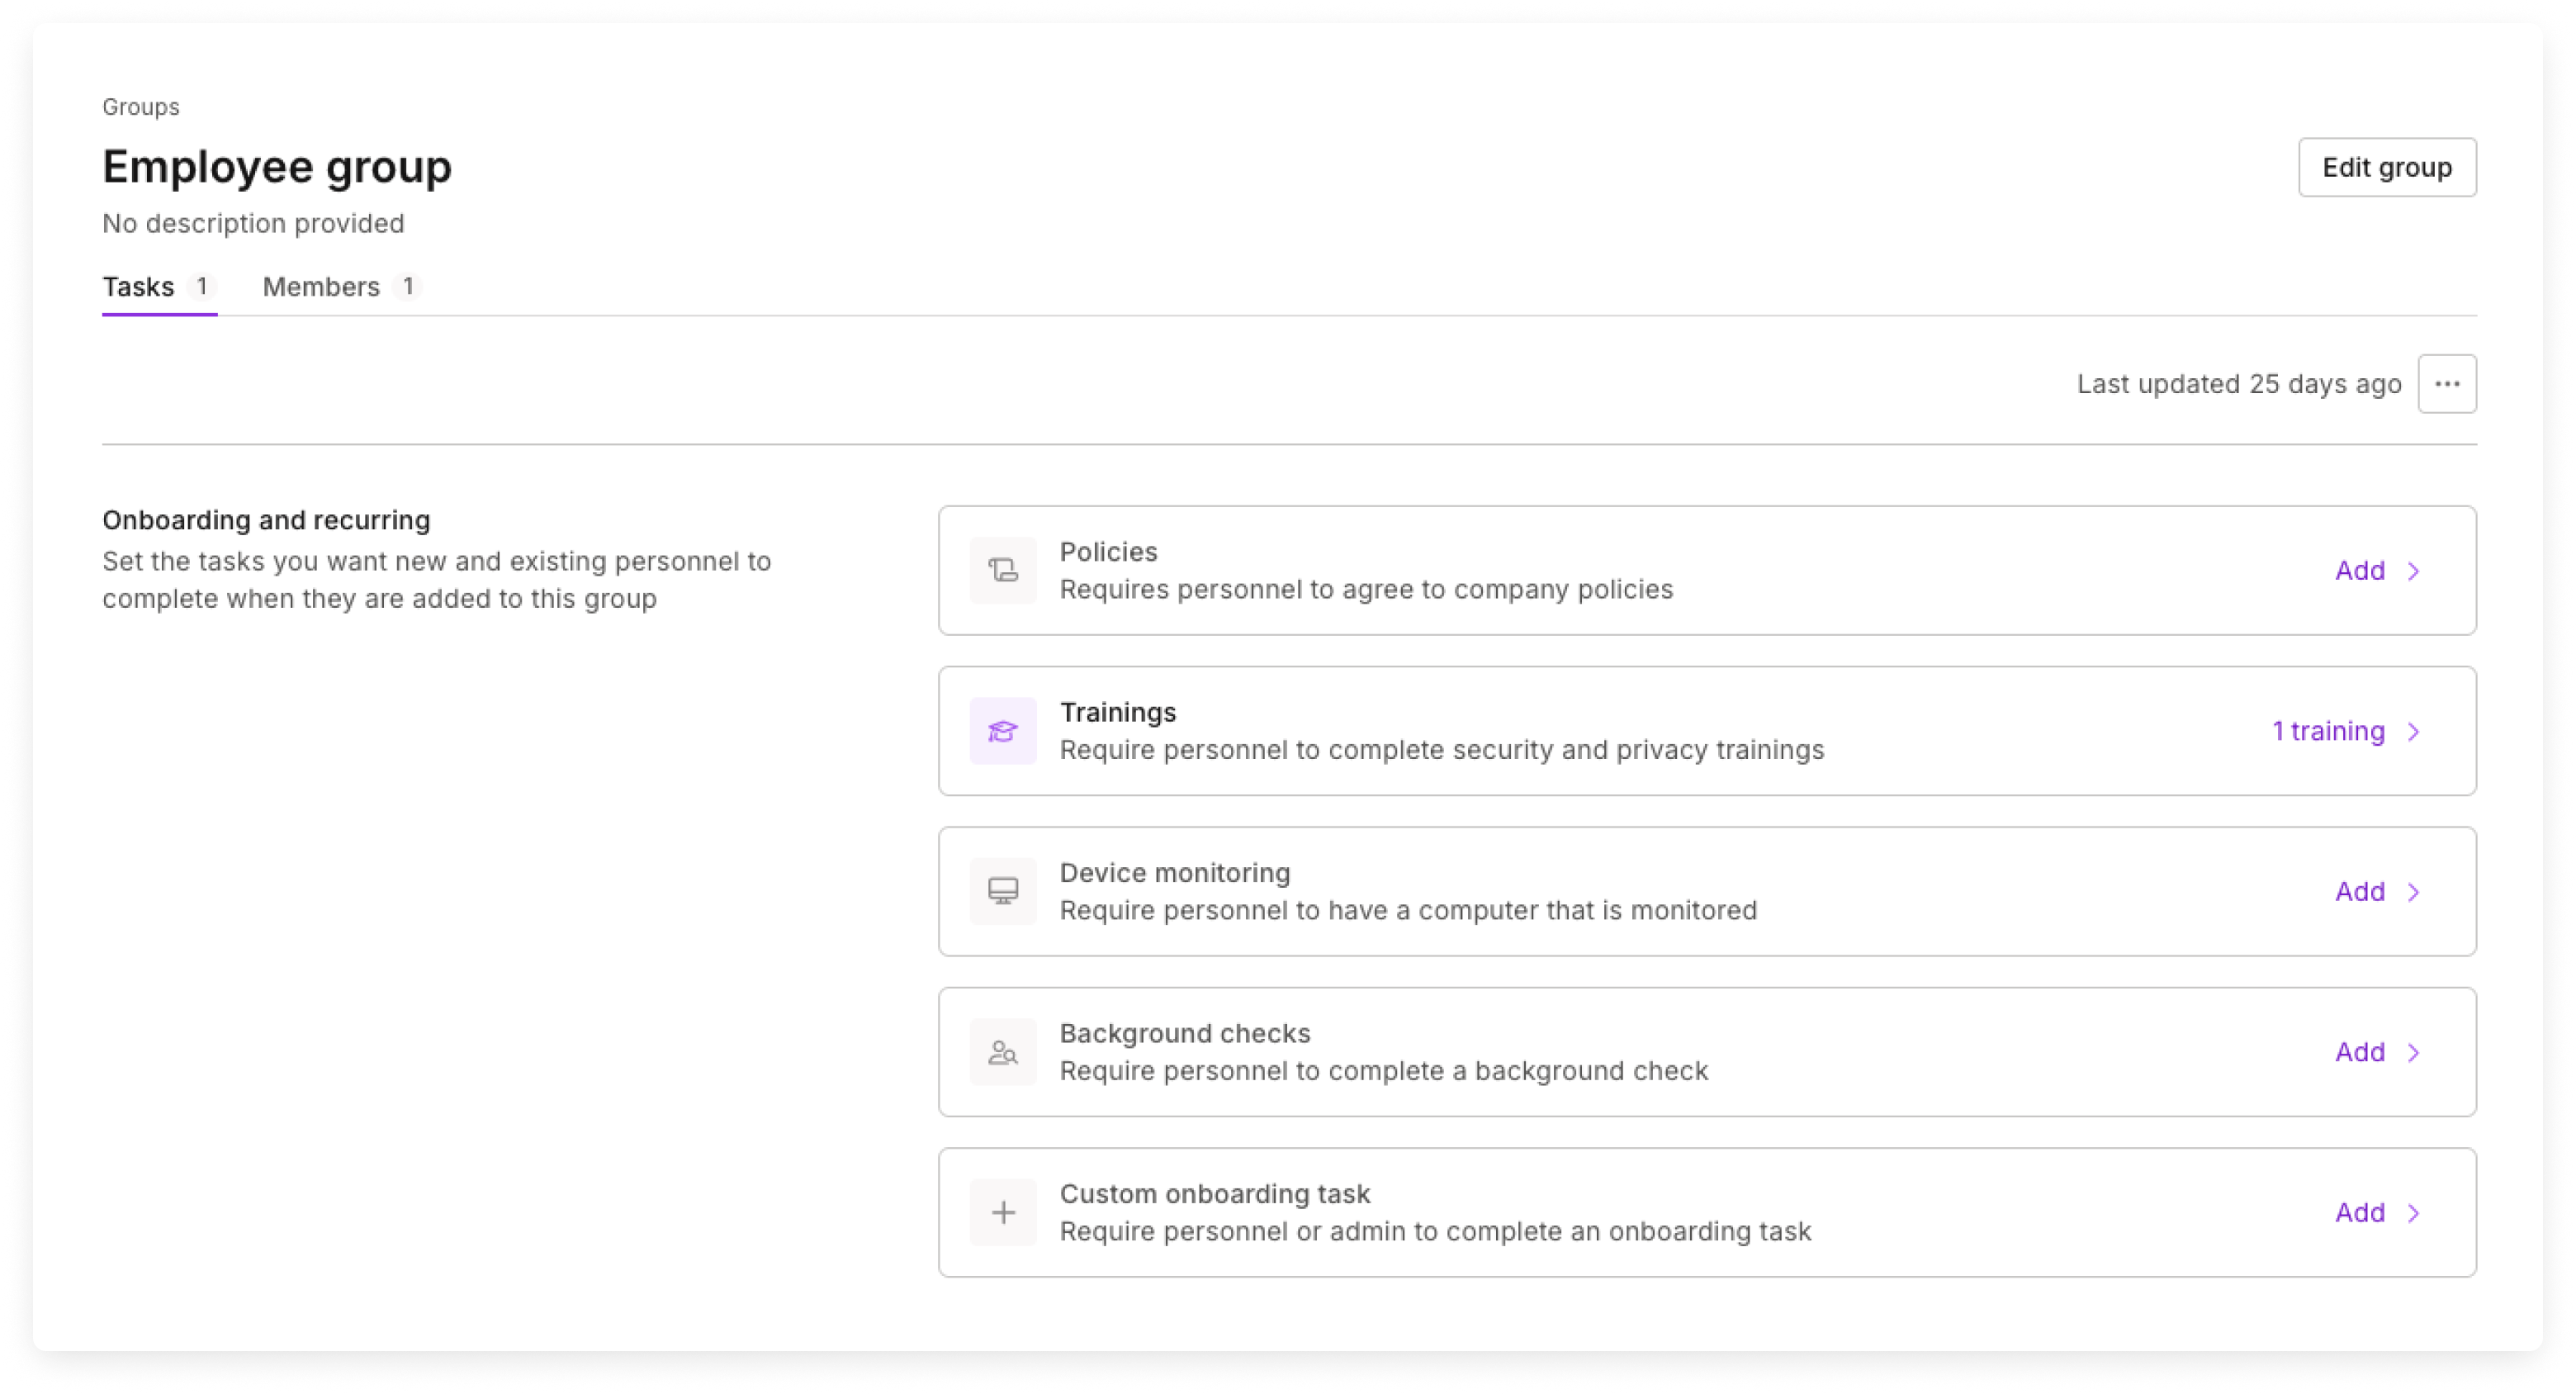 Groups
Employee group
Edit group
No description provided
Tasks 1 Members 1
Last updated 25 days ago
Onboarding and recurring
Set the tasks you want new and existing personnel to
complete when they are added to this group
Policies
Requires personnel to agree to company policies
Add
Trainings
Require personnel to complete security and privacy trainings
1 training
Device monitoring
Require personnel to have a computer that is monitored
Add
Background checks
Require personnel to complete a background check
Add
Custom onboarding task
Require personnel or admin to complete an onboarding task
Add